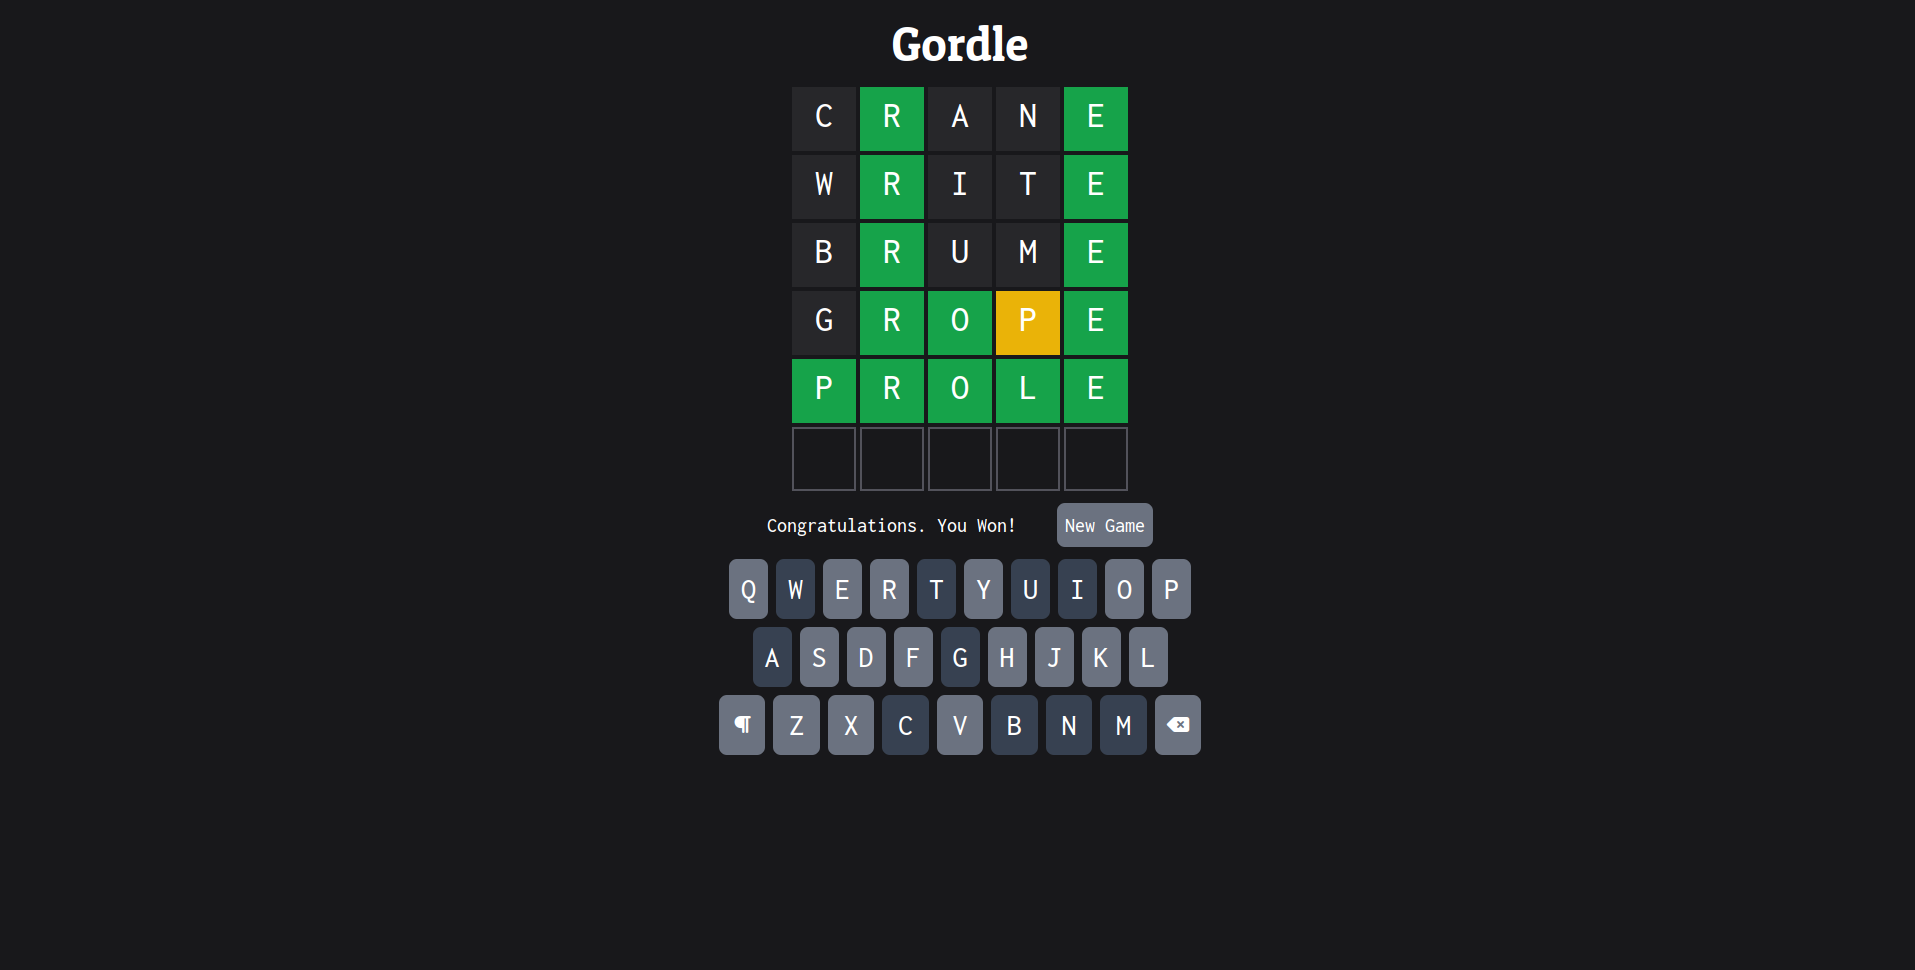 Gordle
C R A N E
W R I T E
B R U M E
G R O P E
P R O L E
Congratulations. You Won! New Game
Q W E R T Y U I O P
A S D F G H J K L
¶ Z X C V B N M